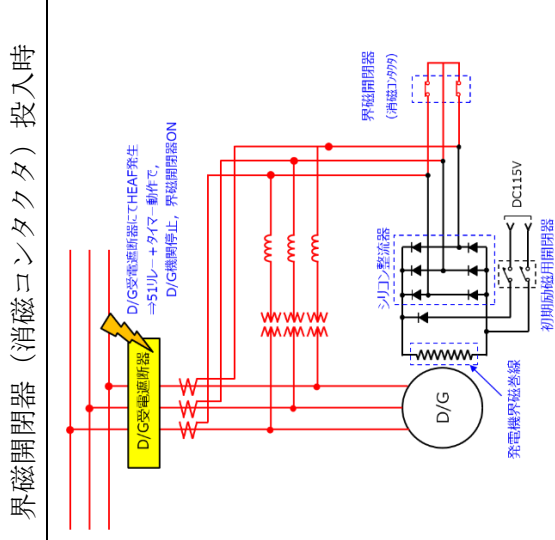 界磁開閉器（消磁コンタクタ）投入時
D/G受電遮断器にてHEAF発生
⇒51リレー＋タイマー動作で，
D/G機関停止，界磁開閉器ON
D/G受電遮断器
界磁開閉器
（消磁ｺﾝﾀｸﾀ）
シリコン整流器
DC115V
初期励磁用開閉器
D/G
発電機界磁巻線